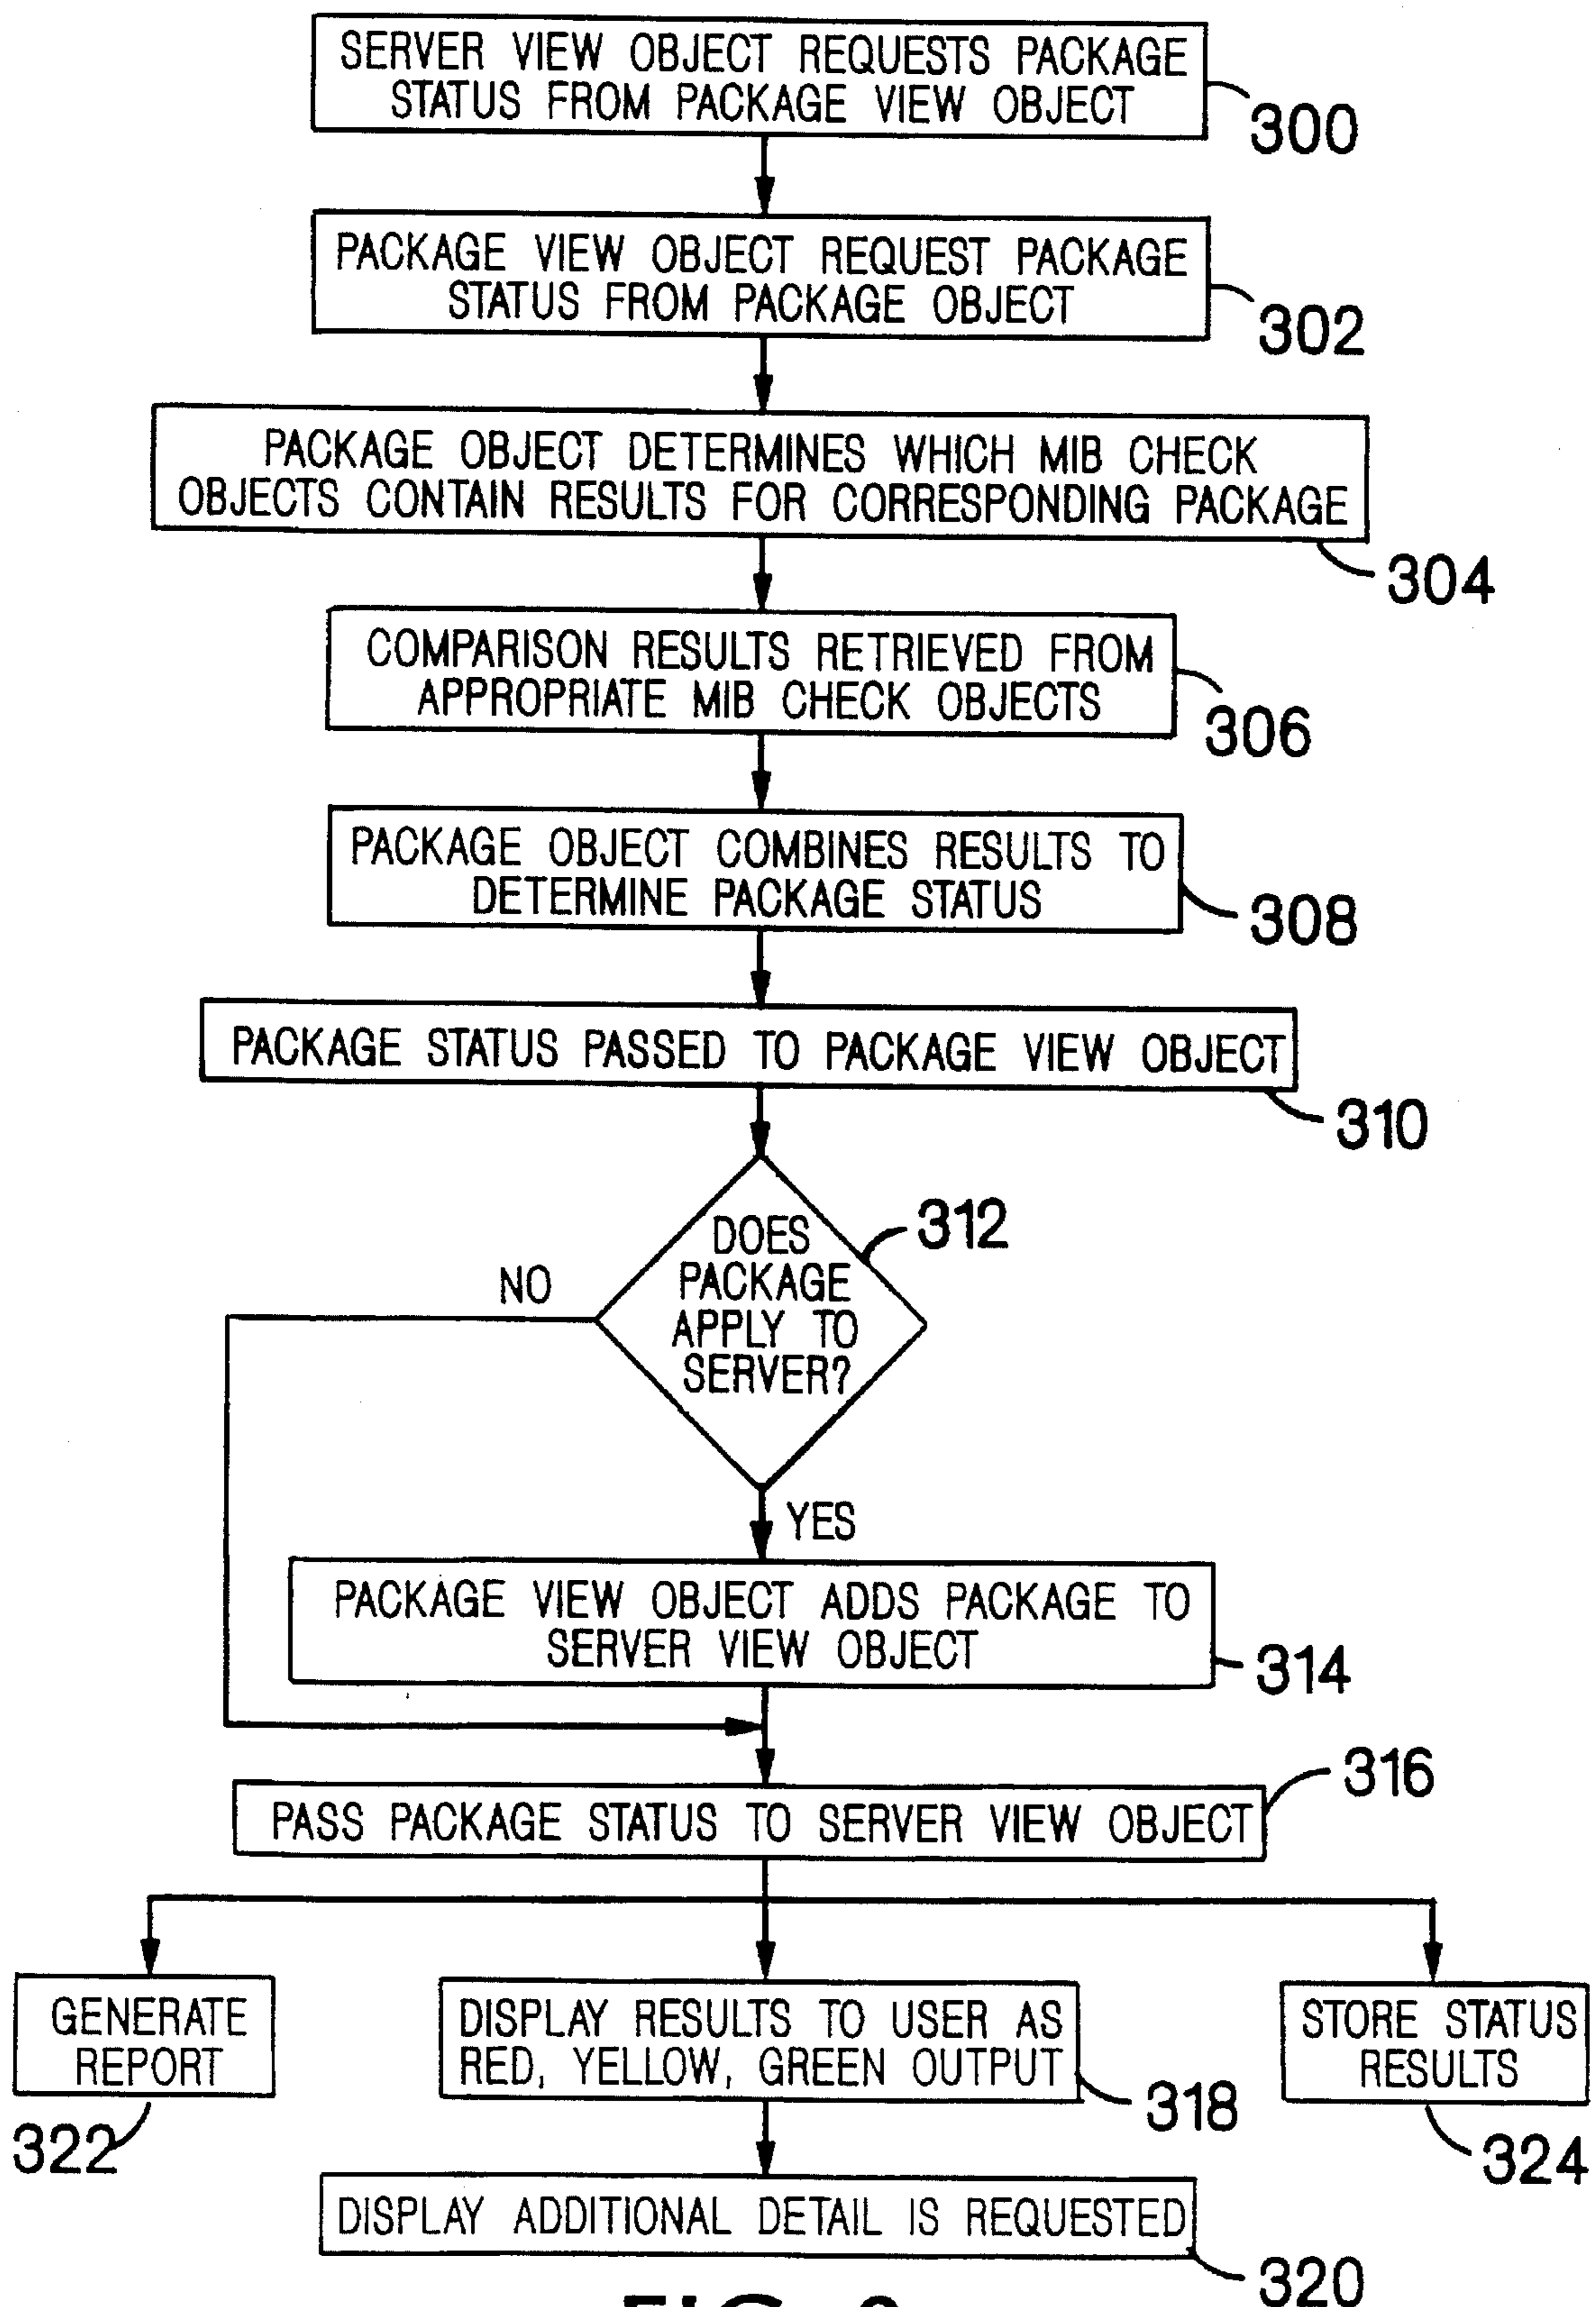 SERVER VIEW OBJECT REQUESTS PACKAGE
STATUS FROM PACKAGE VIEW OBJECT
300
PACKAGE VIEW OBJECT REQUEST PACKAGE
STATUS FROM PACKAGE OBJECT
302
PACKAGE OBJECT DETERMINES WHICH MIB CHECK
OBJECTS CONTAIN RESULTS FOR CORRESPONDING PACKAGE
304
COMPARISON RESULTS RETRIEVED FROM
APPROPRIATE MIB CHECK OBJECTS
306
PACKAGE OBJECT COMBINES RESULTS TO
DETERMINE PACKAGE STATUS
308
PACKAGE STATUS PASSED TO PACKAGE VIEW OBJECT
310
DOES
PACKAGE
APPLY TO
SERVER?
312
NO
YES
PACKAGE VIEW OBJECT ADDS PACKAGE TO
SERVER VIEW OBJECT
314
316
PASS PACKAGE STATUS TO SERVER VIEW OBJECT
GENERATE
REPORT
322
DISPLAY RESULTS TO USER AS
RED, YELLOW, GREEN OUTPUT
318
STORE STATUS
RESULTS
324
DISPLAY ADDITIONAL DETAIL IS REQUESTED
320